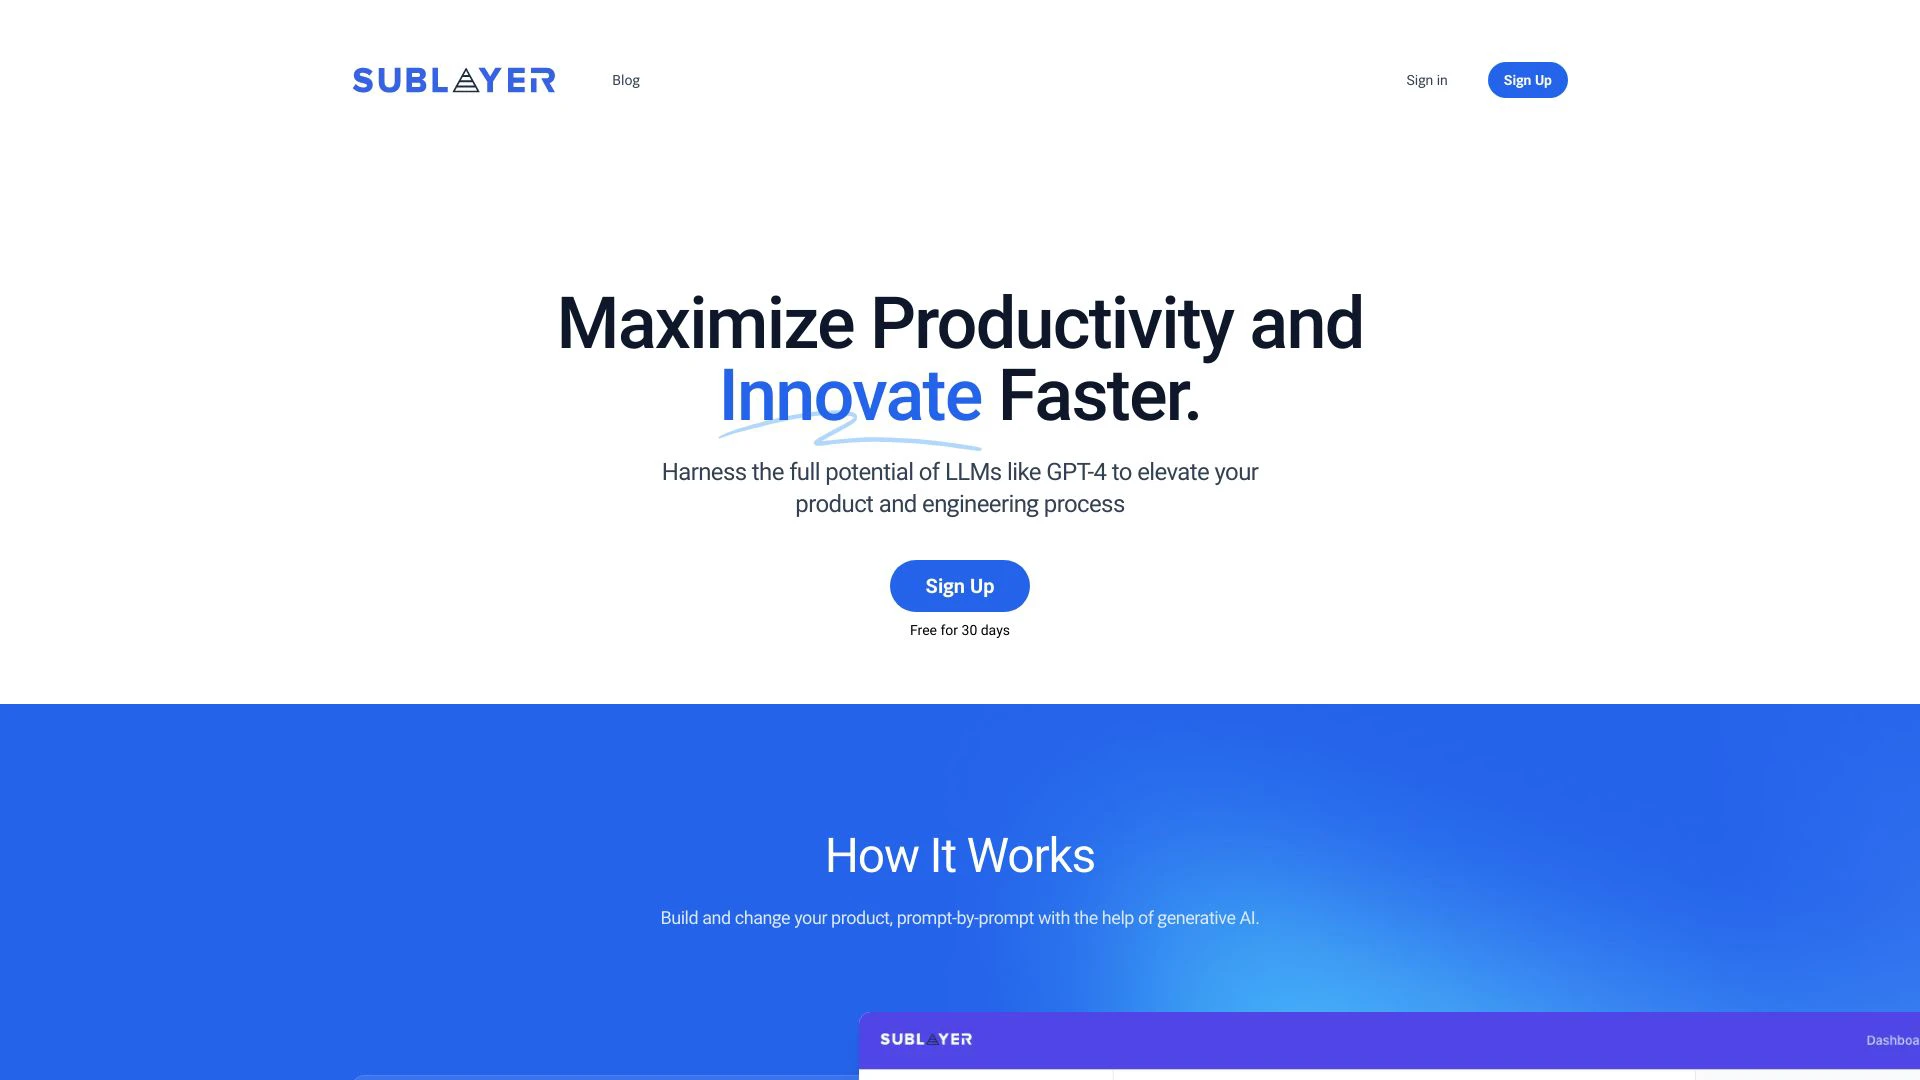 SUBLAYER
Blog
Sign in
Sign Up
Maximize Productivity and
Innovate Faster.
Harness the full potential of LLMs like GPT-4 to elevate your
product and engineering process
Sign Up
Free for 30 days
How It Works
Build and change your product, prompt-by-prompt with the help of generative AI.
SUBLAYER
Dashboa